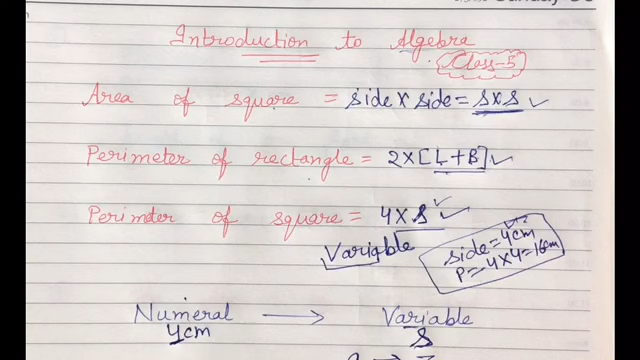 Introduction to Algebra
Class-5
Area of square = side x side = s x s ✓
Perimeter of rectangle = 2 x [L + B] ✓
Perimeter of square = 4 x s ✓
Variable
side = 4cm
P = 4 x 4 = 16cm
Numeral → Variable
4cm s